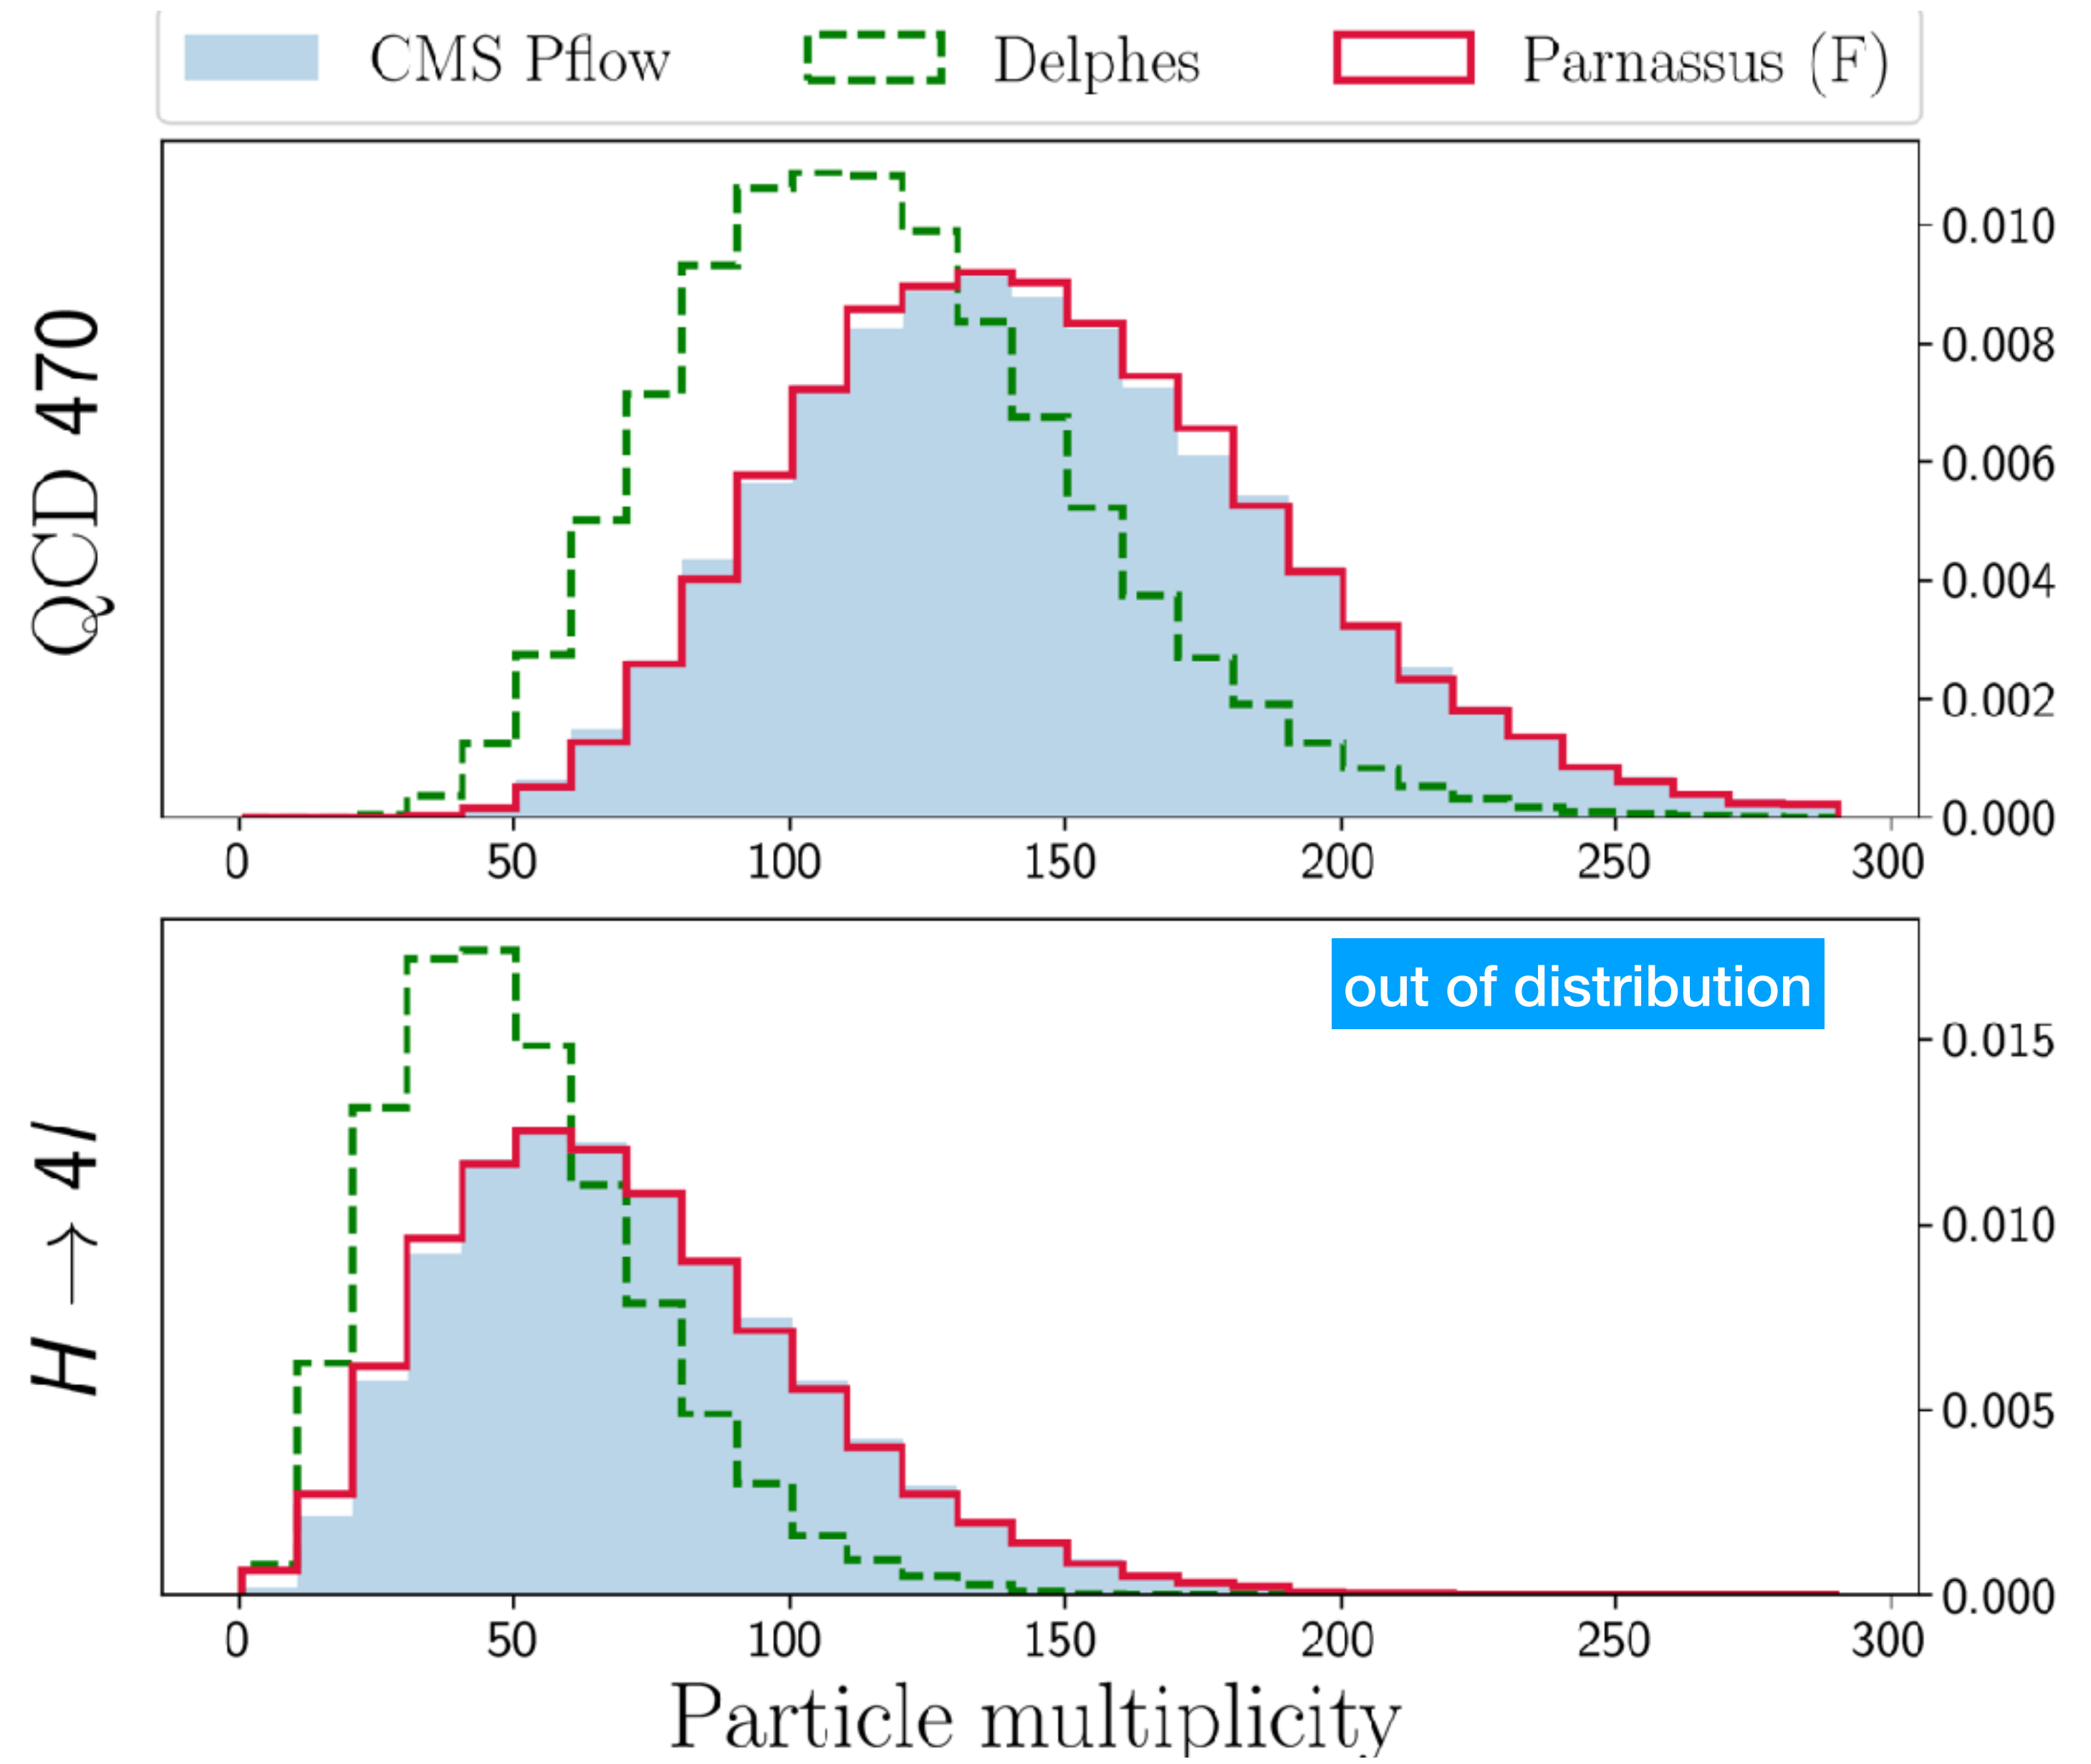 CMS Pflow Delphes Parnassus (F)
QCD 470
0.010
0.008
0.006
0.004
0.002
0.000
0 50 100 150 200 250 300
out of distribution
H → 4l
0.015
0.010
0.005
0.000
0 50 100 150 200 250 300
Particle multiplicity